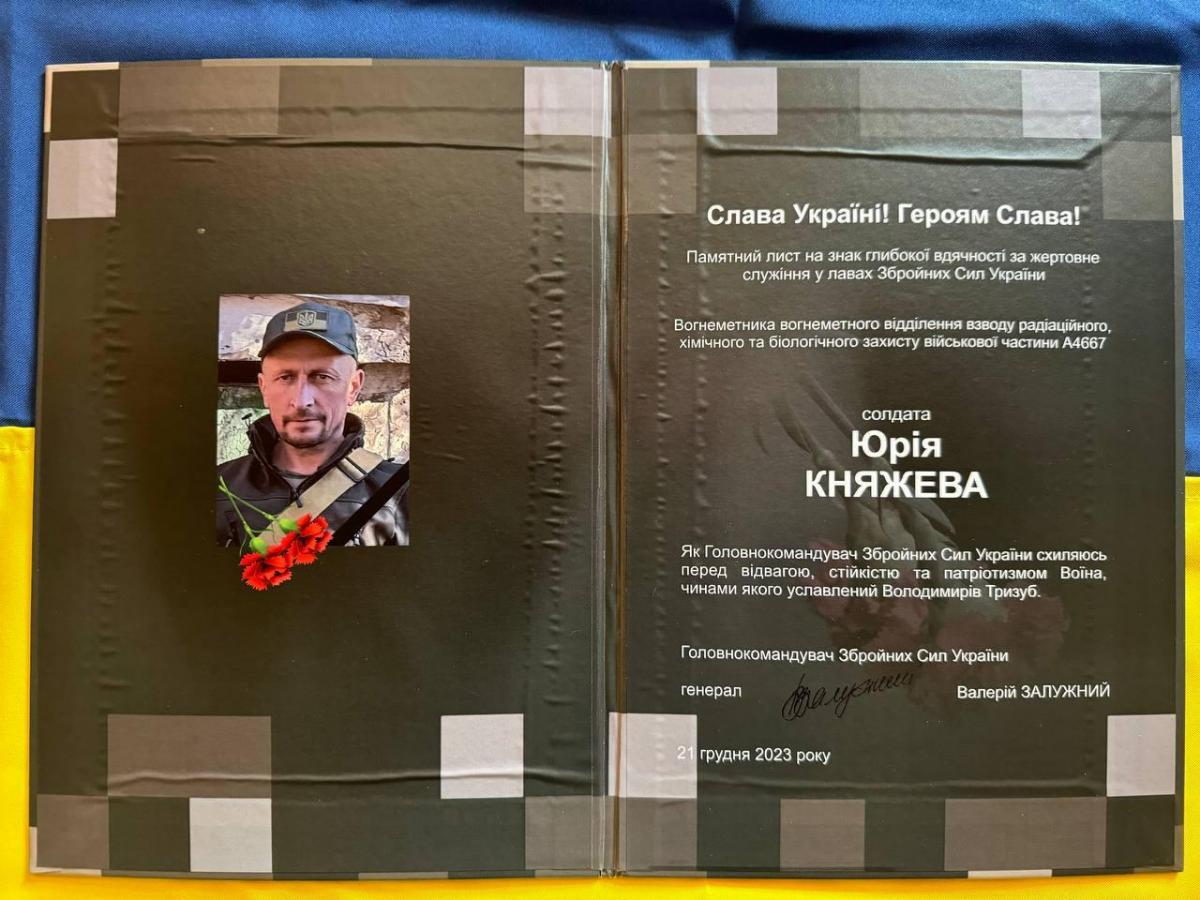 Слава Україні! Героям Слава!
Памятний лист на знак глибокої вдячності за жертовне
служіння у лавах Збройних Сил України
Вогнеметника вогнеметного відділення взводу радіаційного,
хімічного та біологічного захисту військової частини А4667
солдата
Юрія
КНЯЖЕВА
Як Головнокомандувач Збройних Сил України схиляюсь
перед відвагою, стійкістю та патріотизмом Воїна,
чинами якого уславлений Володимирів Тризуб.
Головнокомандувач Збройних Сил України
генерал Залужний Валерій ЗАЛУЖНИЙ
21 грудня 2023 року